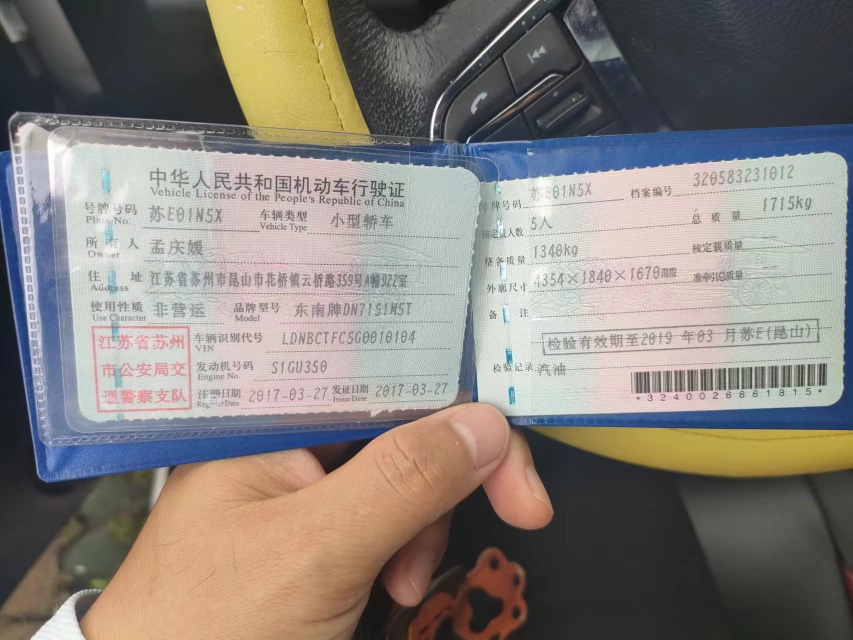 中华人民共和国机动车行驶证
Vehicle License of the People's Republic of China
号牌号码 苏E01N5X 车辆类型 小型轿车
Plate No. Vehicle Type
所有人 孟庆媛
Owner
住址 江苏省苏州市昆山市花桥镇云桥路359号A幢922室
Address
使用性质 非营运 品牌型号 东南牌DN71S1M5T
Use Character Model
江苏省苏州
市公安局交
通警察支队
车辆识别代号 LDNBCTFC5G0010104
VIN
发动机号码 S1GU350
Engine No.
注册日期 2017-03-27 发证日期 2017-03-27
Register Date Issue Date
号牌号码 苏E01N5X 档案编号 320583231012
核定载人数 5人 总质量 1715kg
整备质量 1340kg 核定载质量
外廓尺寸 4354×1840×1670 准牵引总质量
备注
检验有效期至2019 年03 月苏E(昆山)
检验记录 汽油
*3240026661815*